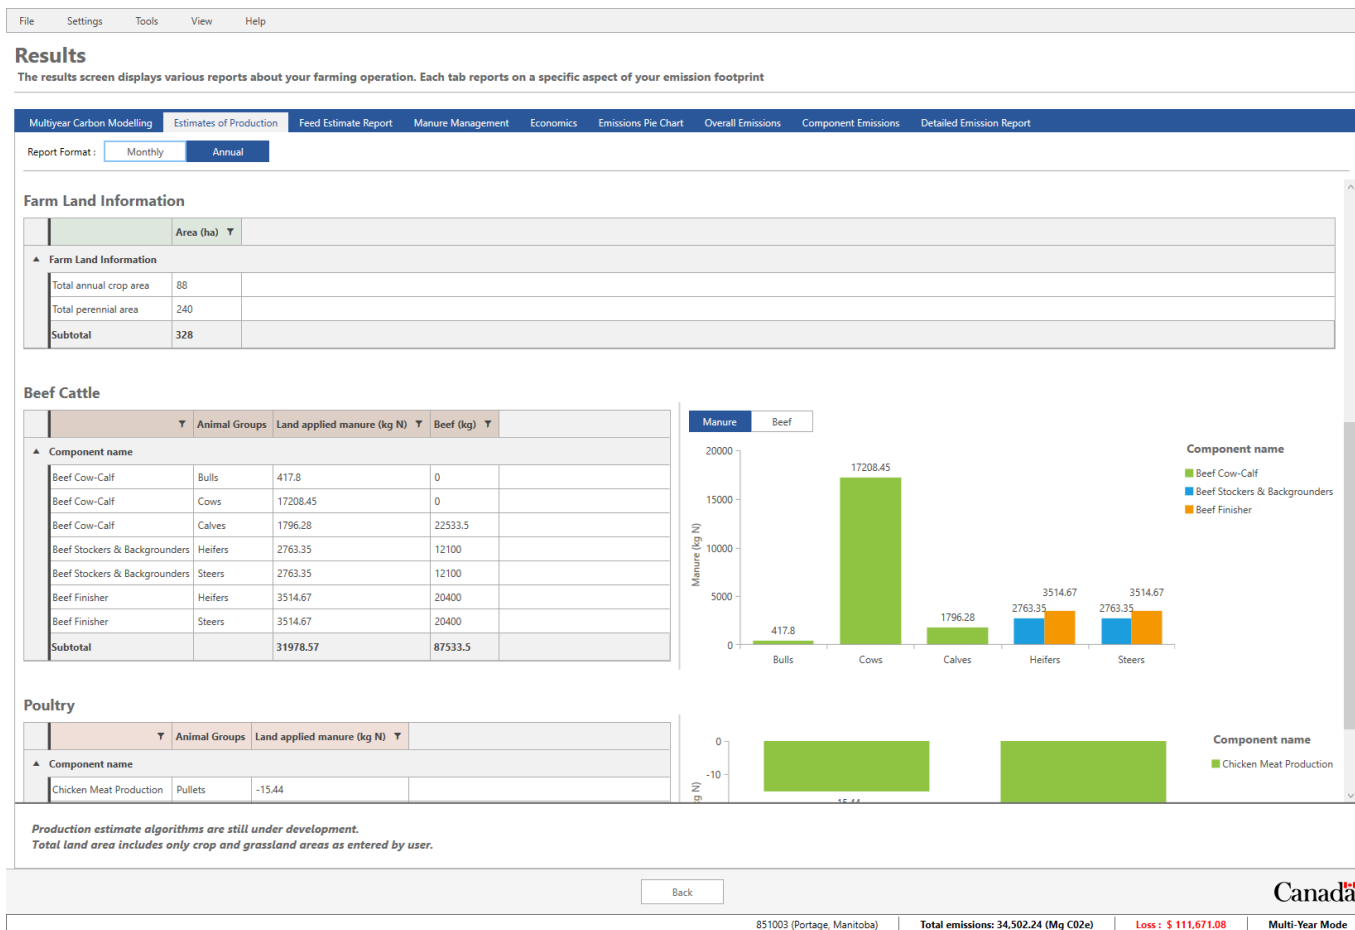 File Settings Tools View Help
Results
The results screen displays various reports about your farming operation. Each tab reports on a specific aspect of your emission footprint
Multiyear Carbon Modelling Estimates of Production Feed Estimate Report Manure Management Economics Emissions Pie Chart Overall Emissions Component Emissions Detailed Emission Report
Report Format : Monthly Annual
Farm Land Information
Area (ha)
Farm Land Information
Total annual crop area 88
Total perennial area 240
Subtotal 328
Beef Cattle
Animal Groups Land applied manure (kg N) Beef (kg)
Component name
Beef Cow-Calf Bulls 417.8 0
Beef Cow-Calf Cows 17208.45 0
Beef Cow-Calf Calves 1796.28 22533.5
Beef Stockers & Backgrounders Heifers 2763.35 12100
Beef Stockers & Backgrounders Steers 2763.35 12100
Beef Finisher Heifers 3514.67 20400
Beef Finisher Steers 3514.67 20400
Subtotal 31978.57 87533.5
Manure Beef
Manure (kg N)
20000
15000
10000
5000
0
417.8
17208.45
1796.28
2763.35 3514.67
2763.35 3514.67
Bulls Cows Calves Heifers Steers
Component name
Beef Cow-Calf
Beef Stockers & Backgrounders
Beef Finisher
Poultry
Animal Groups Land applied manure (kg N)
Component name
Chicken Meat Production Pullets -15.44
0
-10
Component name
Chicken Meat Production
Production estimate algorithms are still under development.
Total land area includes only crop and grassland areas as entered by user.
Back
Canada
851003 (Portage, Manitoba) Total emissions: 34,502.24 (Mg C02e) Loss : $ 111,671.08 Multi-Year Mode